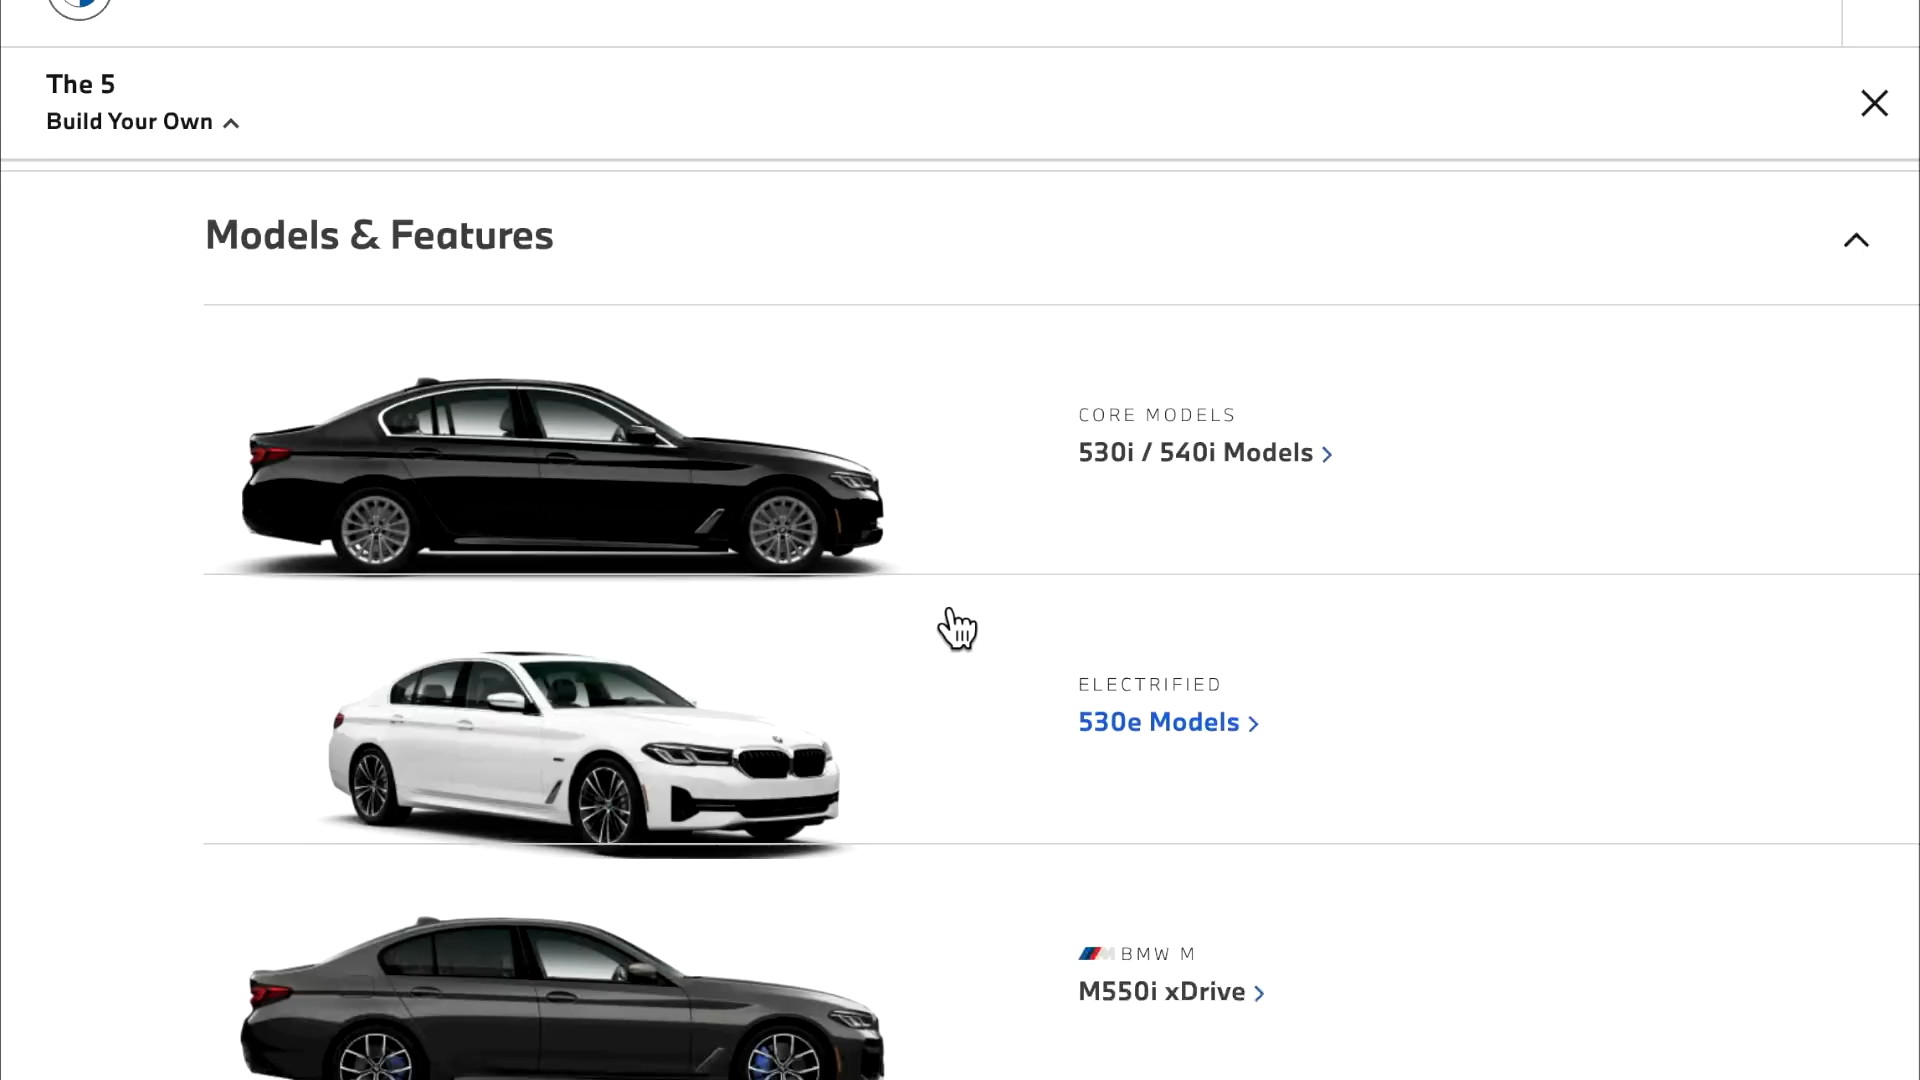 The 5
Build Your Own
Models & Features
CORE MODELS
530i / 540i Models
ELECTRIFIED
530e Models
BMW M
M550i xDrive